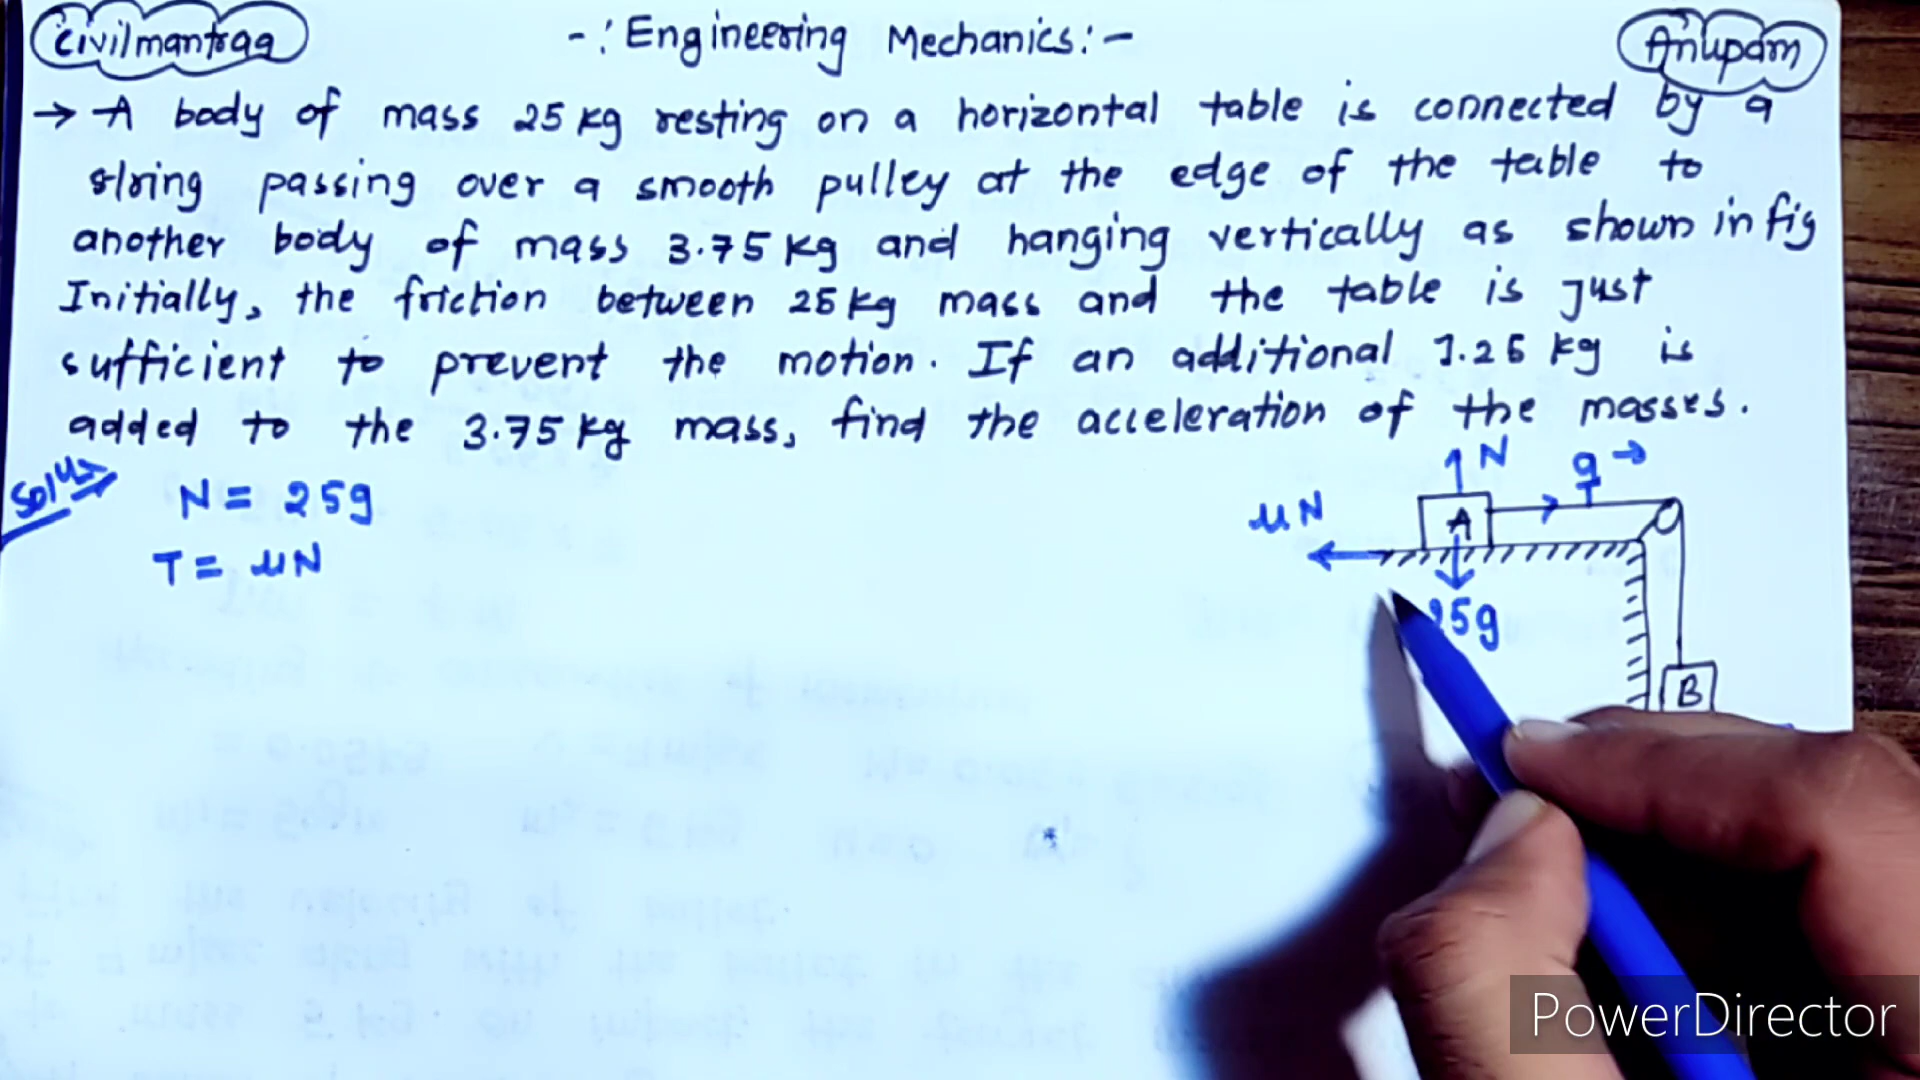 Civilmantraa
-: Engineering Mechanics:-
Anupam
→ A body of mass 25 kg resting on a horizontal table is connected by a
string passing over a smooth pulley at the edge of the table to
another body of mass 3.75 kg and hanging vertically as shown in fig
Initially, the friction between 25 kg mass and the table is just
sufficient to prevent the motion. If an additional 1.25 kg is
added to the 3.75 kg mass, find the acceleration of the masses.
N = 25g
T = μN
N
a →
μN
A
25g
B
PowerDirector